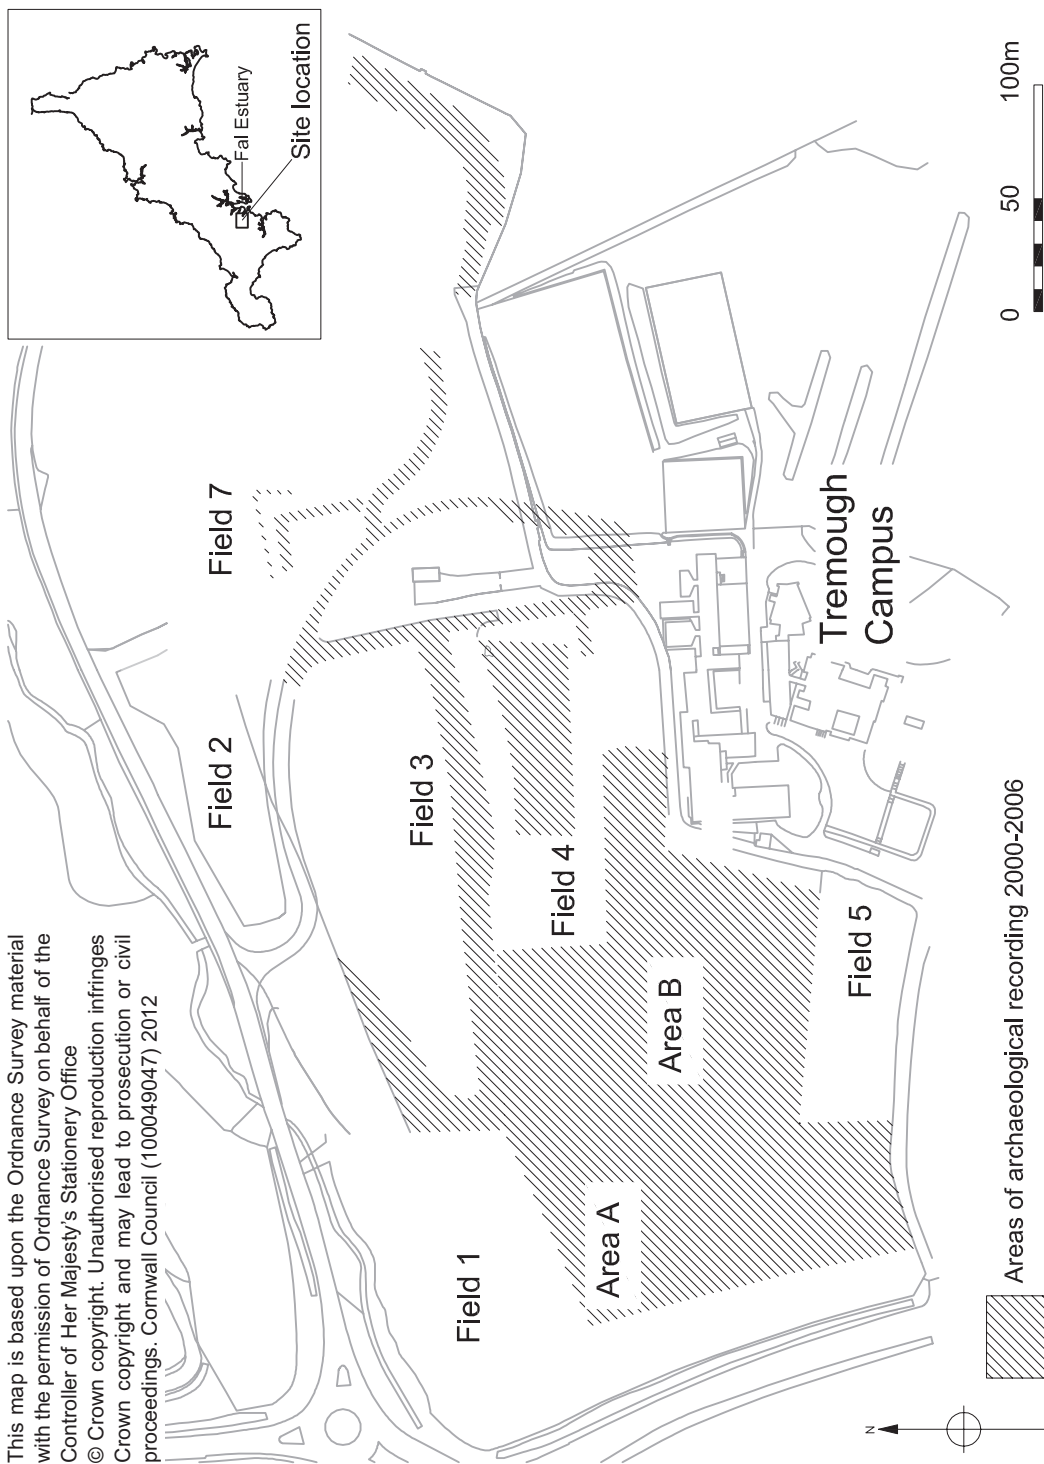 This map is based upon the Ordnance Survey material
with the permission of Ordnance Survey on behalf of the
Controller of Her Majesty's Stationery Office
© Crown copyright. Unauthorised reproduction infringes
Crown copyright and may lead to prosecution or civil
proceedings. Cornwall Council (100049047) 2012
Fal Estuary
Site location
Field 7
Field 2
Field 3
Field 4
Field 1
Area A
Area B
Field 5
Tremough
Campus
N
Areas of archaeological recording 2000-2006
0
50
100m